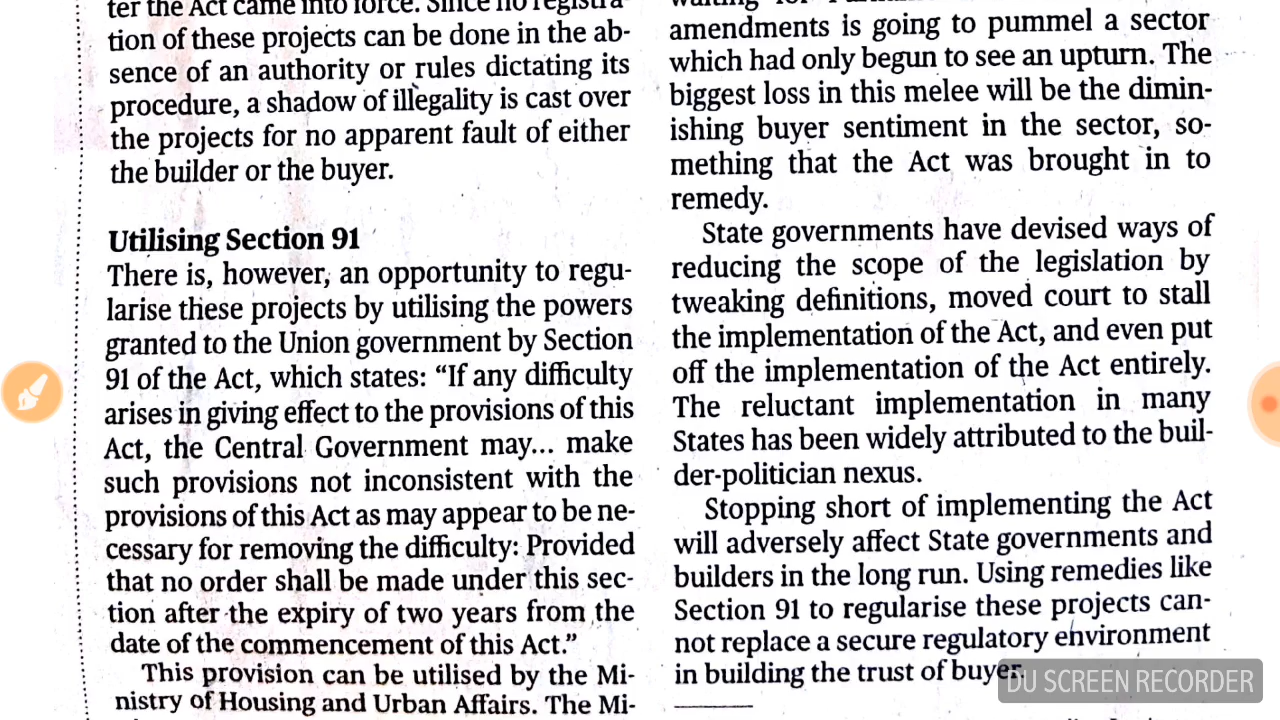 ter the Act came into force. Since no registra-
tion of these projects can be done in the ab-
sence of an authority or rules dictating its
procedure, a shadow of illegality is cast over
the projects for no apparent fault of either
the builder or the buyer.
Utilising Section 91
There is, however, an opportunity to regu-
larise these projects by utilising the powers
granted to the Union government by Section
91 of the Act, which states: “If any difficulty
arises in giving effect to the provisions of this
Act, the Central Government may... make
such provisions not inconsistent with the
provisions of this Act as may appear to be ne-
cessary for removing the difficulty: Provided
that no order shall be made under this sec-
tion after the expiry of two years from the
date of the commencement of this Act.”
This provision can be utilised by the Mi-
nistry of Housing and Urban Affairs. The Mi-
amendments is going to pummel a sector
which had only begun to see an upturn. The
biggest loss in this melee will be the dimin-
ishing buyer sentiment in the sector, so-
mething that the Act was brought in to
remedy.
State governments have devised ways of
reducing the scope of the legislation by
tweaking definitions, moved court to stall
the implementation of the Act, and even put
off the implementation of the Act entirely.
The reluctant implementation in many
States has been widely attributed to the buil-
der-politician nexus.
Stopping short of implementing the Act
will adversely affect State governments and
builders in the long run. Using remedies like
Section 91 to regularise these projects can-
not replace a secure regulatory environment
in building the trust of buyer.
DU SCREEN RECORDER